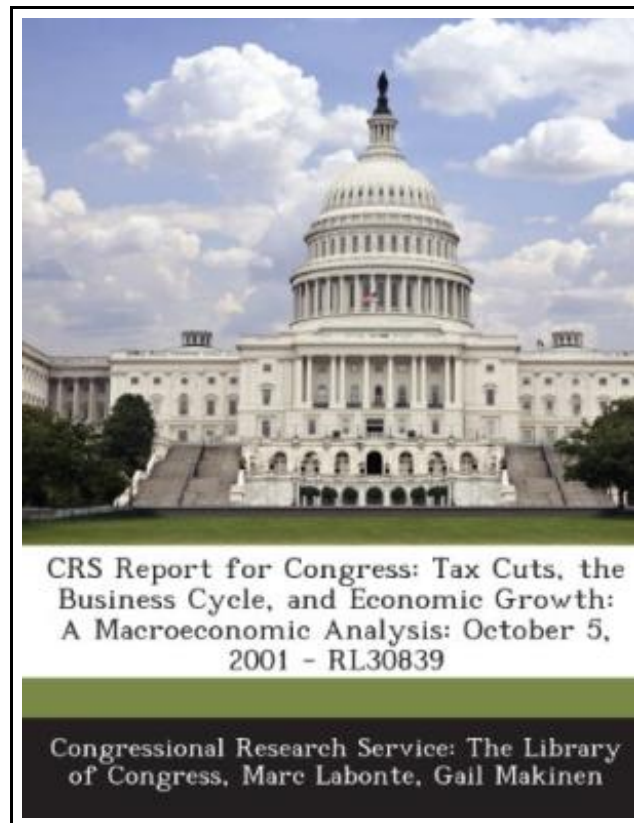 CRS Report for Congress: Tax Cuts, the
Business Cycle, and Economic Growth:
A Macroeconomic Analysis: October 5,
2001 - RL30839
Congressional Research Service: The Library
of Congress, Marc Labonte, Gail Makinen